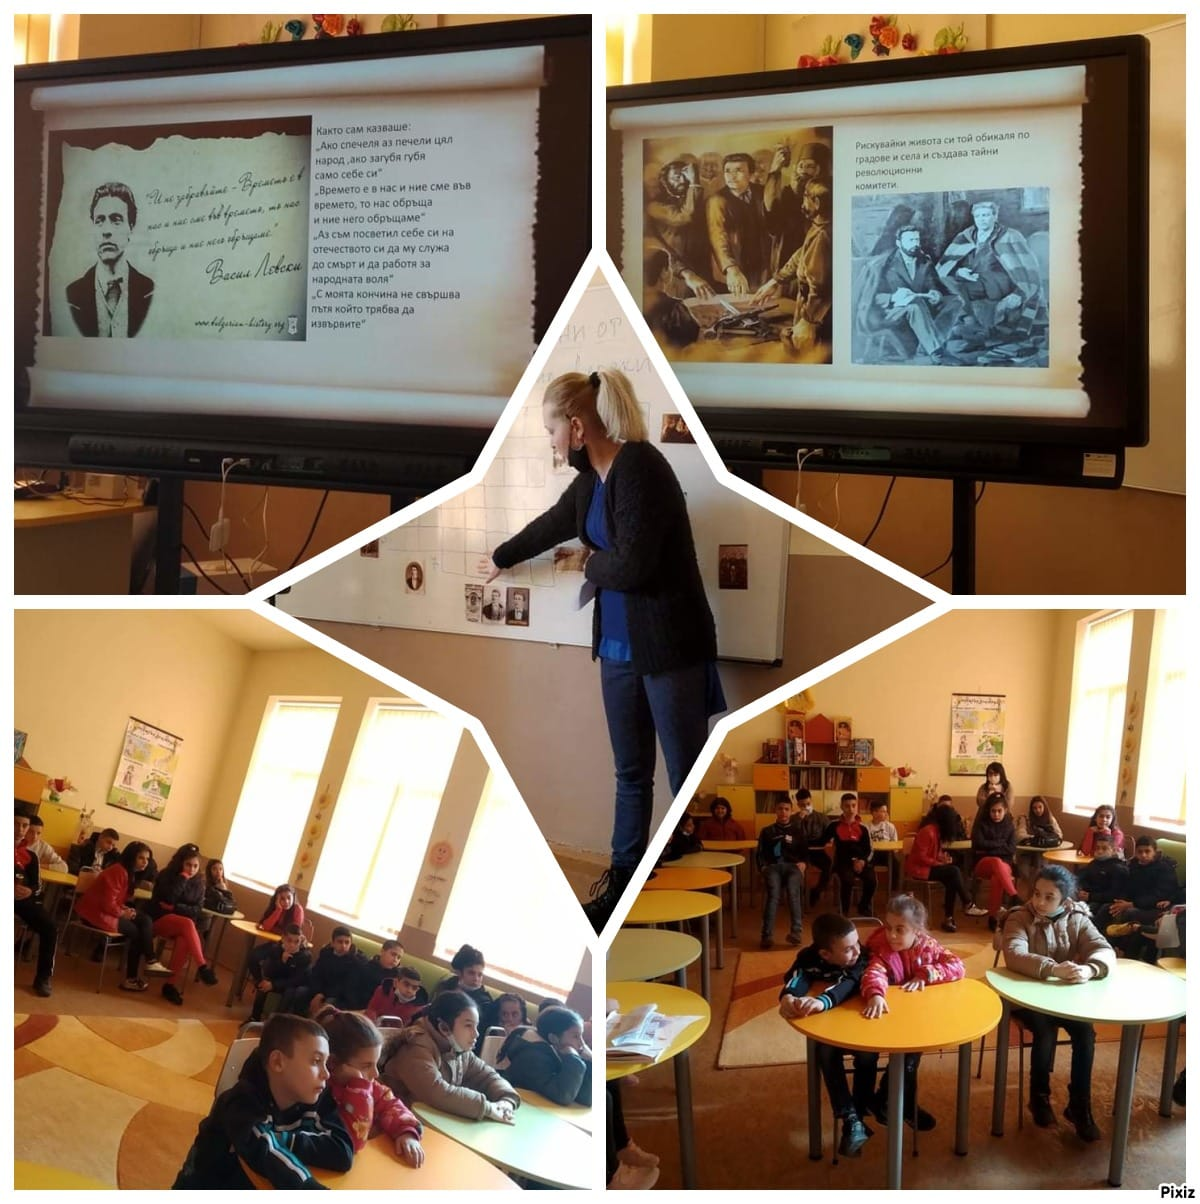 Както сам казваше:
„Ако спечеля аз печели цял
народ ,ако загубя губя
само себе си“
„Времето е в нас и ние сме във
времето, то нас обръща
и ние него обръщаме“
„Аз съм посветил себе си на
отечеството си да му служа
до смърт и да работя за
народната воля“
„С моята кончина не свършва
пътя който трябва да
извървите“
"И не забравяйте - Времето е в
нас и ние сме във времето, то нас
обръща и ние него обръщаме."
Васил Левски
www.bulgarian-history.org
Рискувайки живота си той обикаля по
градове и села и създава тайни
революционни
комитети.
от
Pixiz